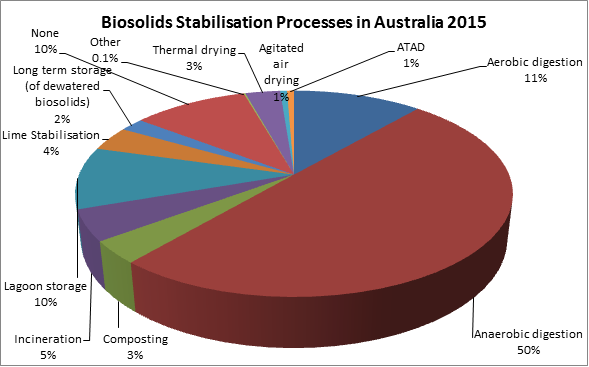 Biosolids Stabilisation Processes in Australia 2015
None
10%
Other
0.1%
Thermal drying
3%
Agitated
air
drying
1%
ATAD
1%
Aerobic digestion
11%
Long term storage
(of dewatered
biosolids)
2%
Lime Stabilisation
4%
Lagoon storage
10%
Incineration
5%
Composting
3%
Anaerobic digestion
50%